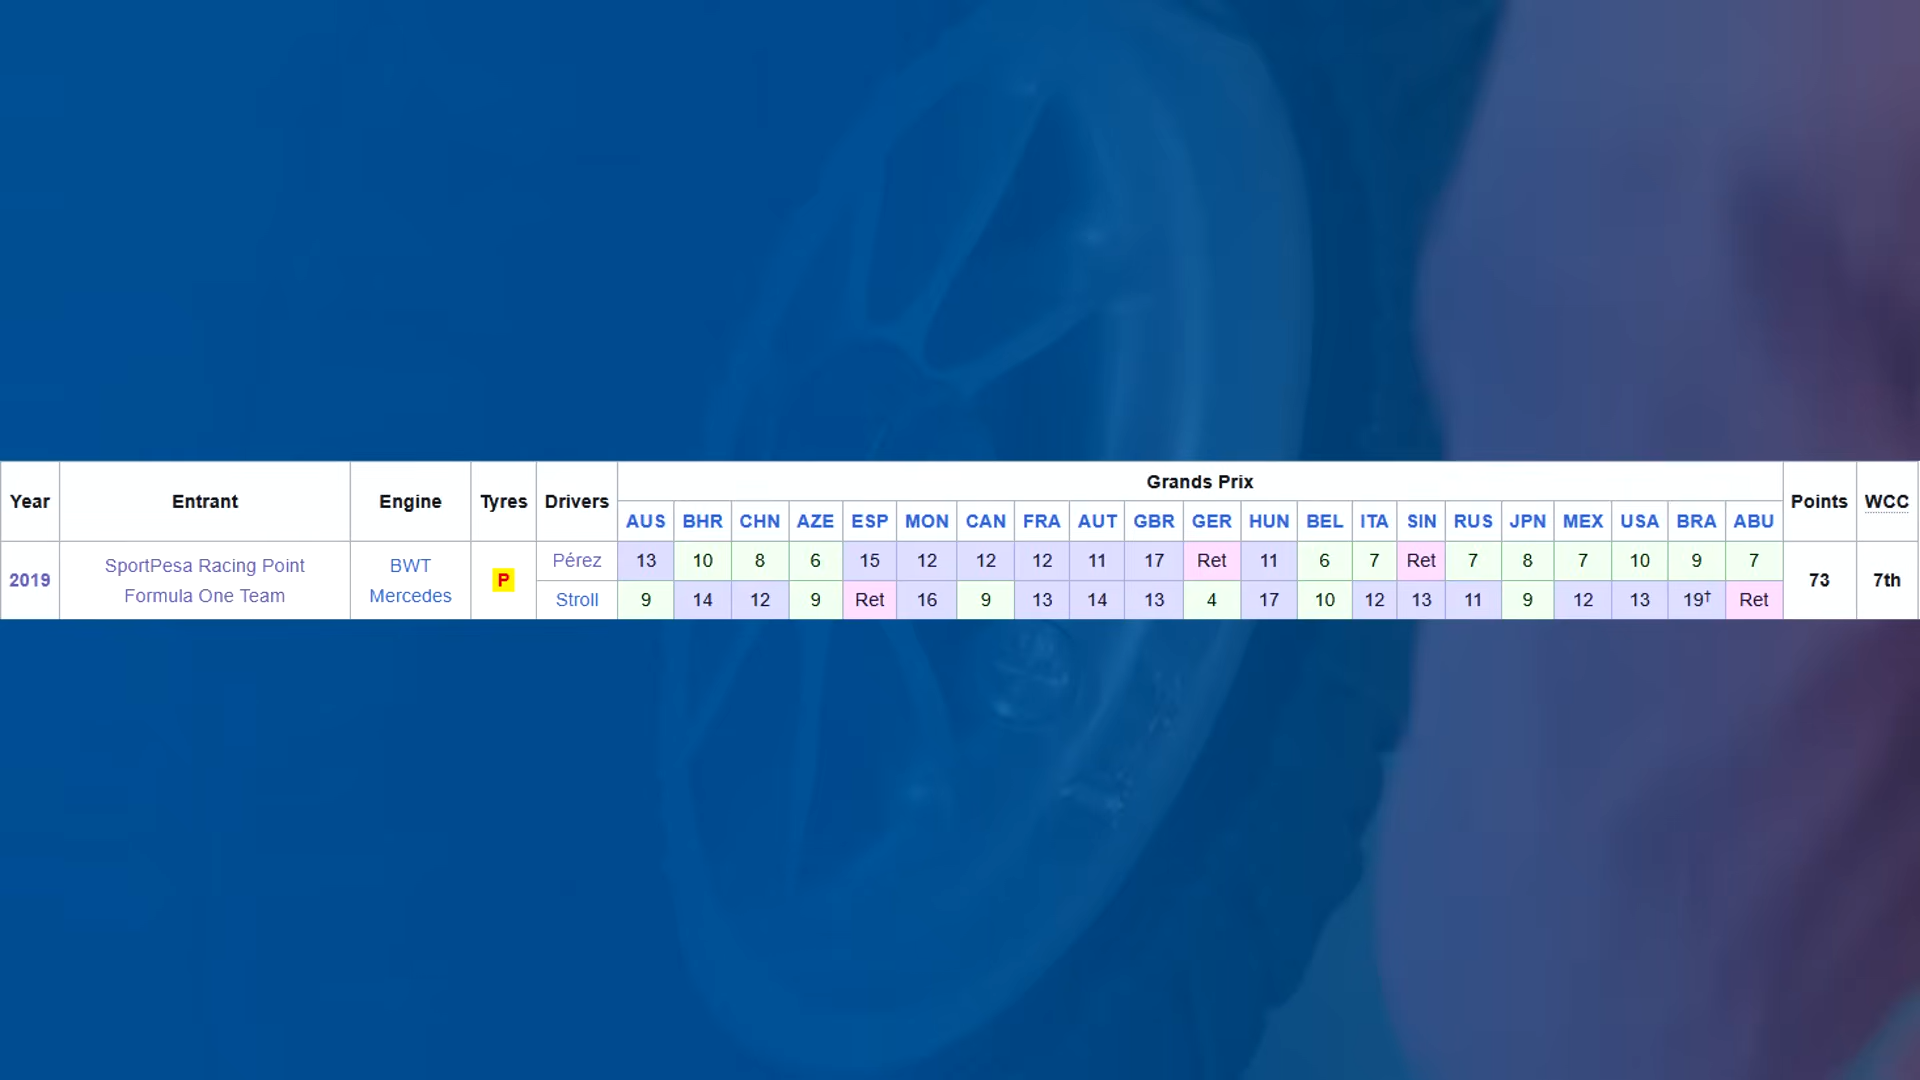 Year Entrant Engine Tyres Drivers Grands Prix Points WCC
AUS BHR CHN AZE ESP MON CAN FRA AUT GBR GER HUN BEL ITA SIN RUS JPN MEX USA BRA ABU
2019 SportPesa Racing Point Formula One Team BWT Mercedes P Pérez 13 10 8 6 15 12 12 12 11 17 Ret 11 6 7 Ret 7 8 7 10 9 7 73 7th
Stroll 9 14 12 9 Ret 16 9 13 14 13 4 17 10 12 13 11 9 12 13 19† Ret